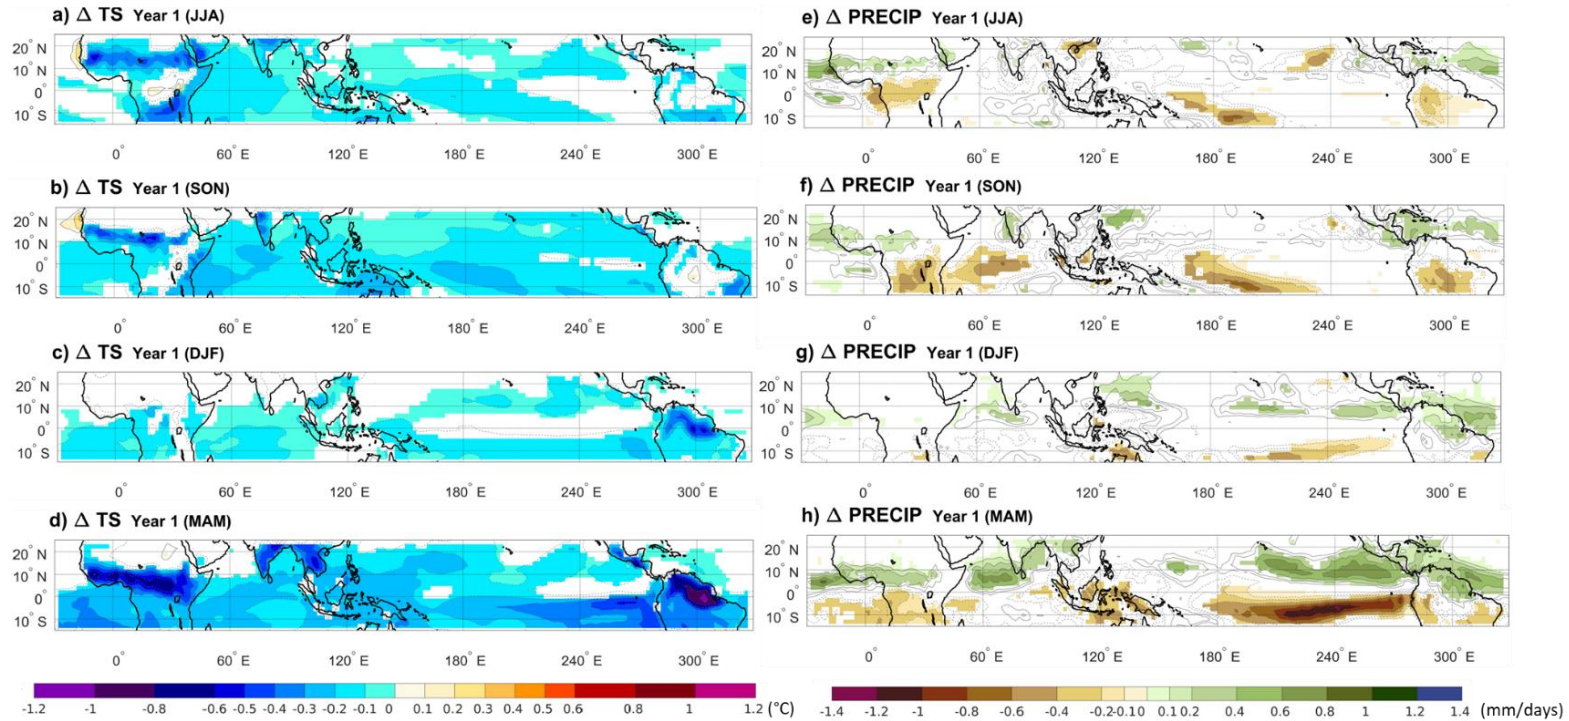 a) Δ TS Year 1 (JJA)
20° N
10° N
0°
10° S
0° 60° E 120° E 180° E 240° E 300° E
b) Δ TS Year 1 (SON)
20° N
10° N
0°
10° S
0° 60° E 120° E 180° E 240° E 300° E
c) Δ TS Year 1 (DJF)
20° N
10° N
0°
10° S
0° 60° E 120° E 180° E 240° E 300° E
d) Δ TS Year 1 (MAM)
20° N
10° N
0°
10° S
0° 60° E 120° E 180° E 240° E 300° E
-1.2 -1 -0.8 -0.6 -0.5 -0.4 -0.3 -0.2 -0.1 0 0.1 0.2 0.3 0.4 0.5 0.6 0.8 1 1.2 (°C)
e) Δ PRECIP Year 1 (JJA)
20° N
10° N
0°
10° S
0° 60° E 120° E 180° E 240° E 300° E
f) Δ PRECIP Year 1 (SON)
20° N
10° N
0°
10° S
0° 60° E 120° E 180° E 240° E 300° E
g) Δ PRECIP Year 1 (DJF)
20° N
10° N
0°
10° S
0° 60° E 120° E 180° E 240° E 300° E
h) Δ PRECIP Year 1 (MAM)
20° N
10° N
0°
10° S
0° 60° E 120° E 180° E 240° E 300° E
-1.4 -1.2 -1 -0.8 -0.6 -0.4 -0.2 -0.1 0 0.1 0.2 0.4 0.6 0.8 1 1.2 1.4 (mm/days)